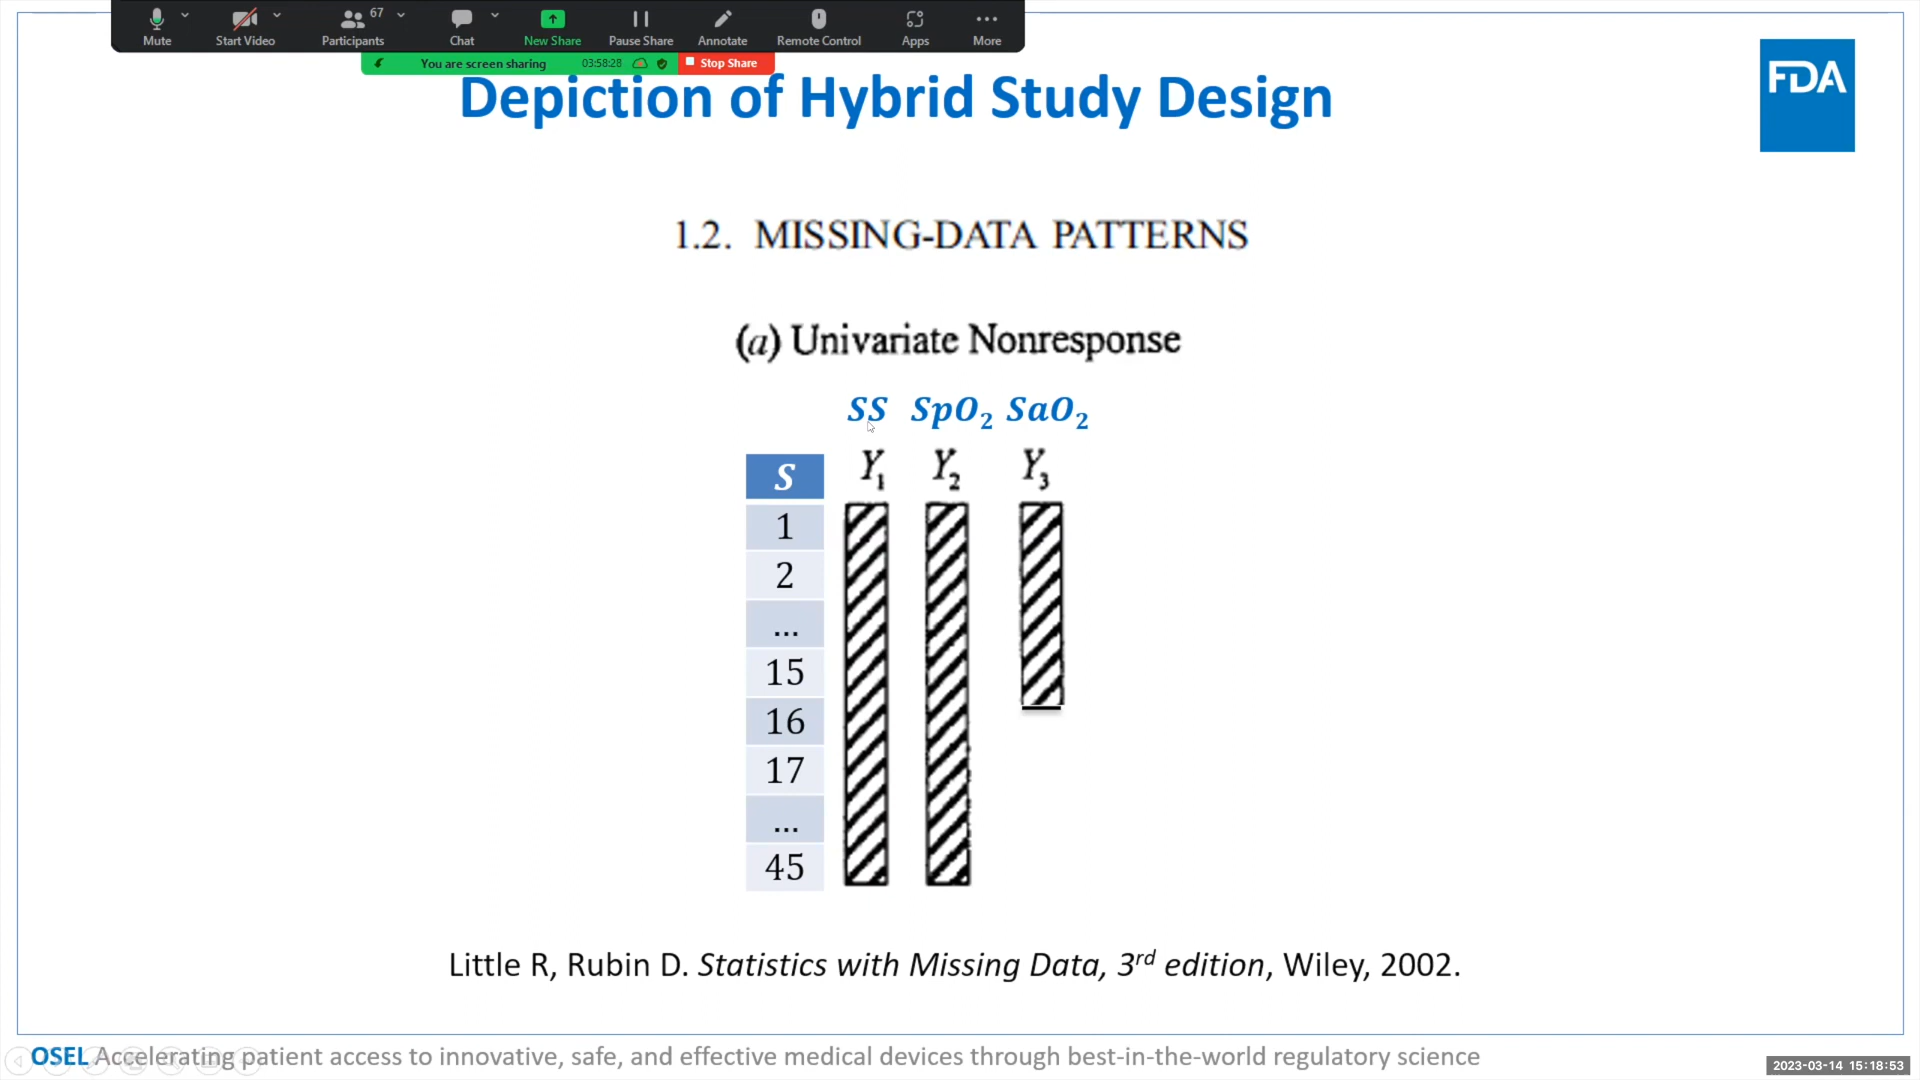 Mute Start Video Participants 67 Chat New Share Pause Share Annotate Remote Control Apps More
You are screen sharing 03:58:28 Stop Share
Depiction of Hybrid Study Design
FDA
1.2. MISSING-DATA PATTERNS
(a) Univariate Nonresponse
SS SpO₂ SaO₂
S Y₁ Y₂ Y₃
1
2
...
15
16
17
...
45
Little R, Rubin D. Statistics with Missing Data, 3rd edition, Wiley, 2002.
OSEL Accelerating patient access to innovative, safe, and effective medical devices through best-in-the-world regulatory science
2023-03-14 15:18:53